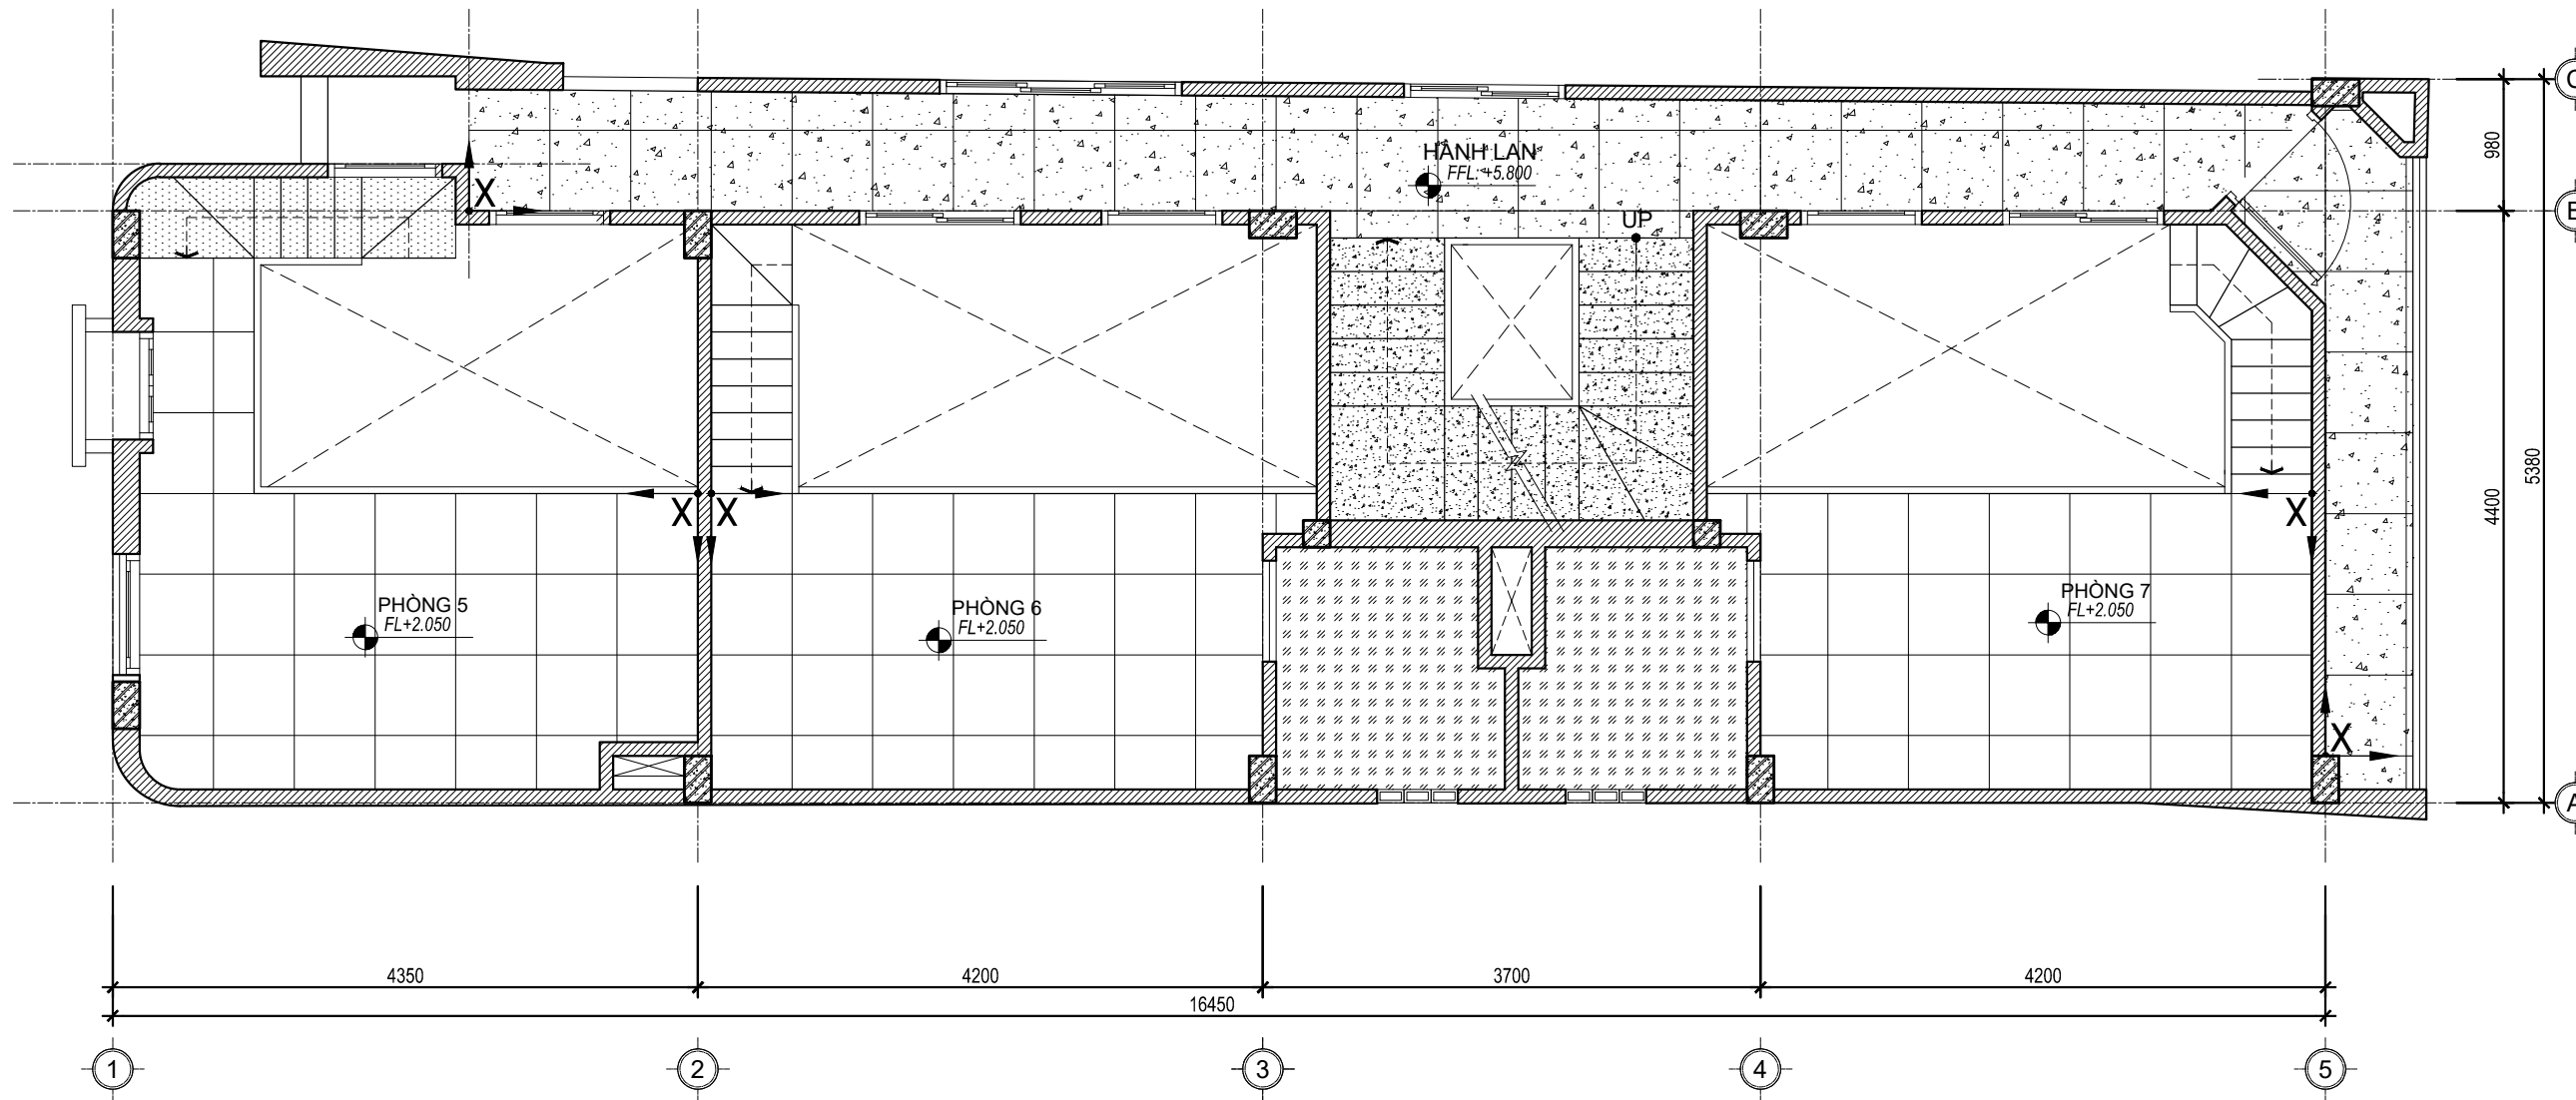 C
980
HÀNH LAN
FFL: +5.800
X
UP
B
5380
4400
X
X
X
PHÒNG 5
FL+2.050
PHÒNG 6
FL+2.050
PHÒNG 7
FL+2.050
X
A
4350
4200
3700
4200
16450
1
2
3
4
5